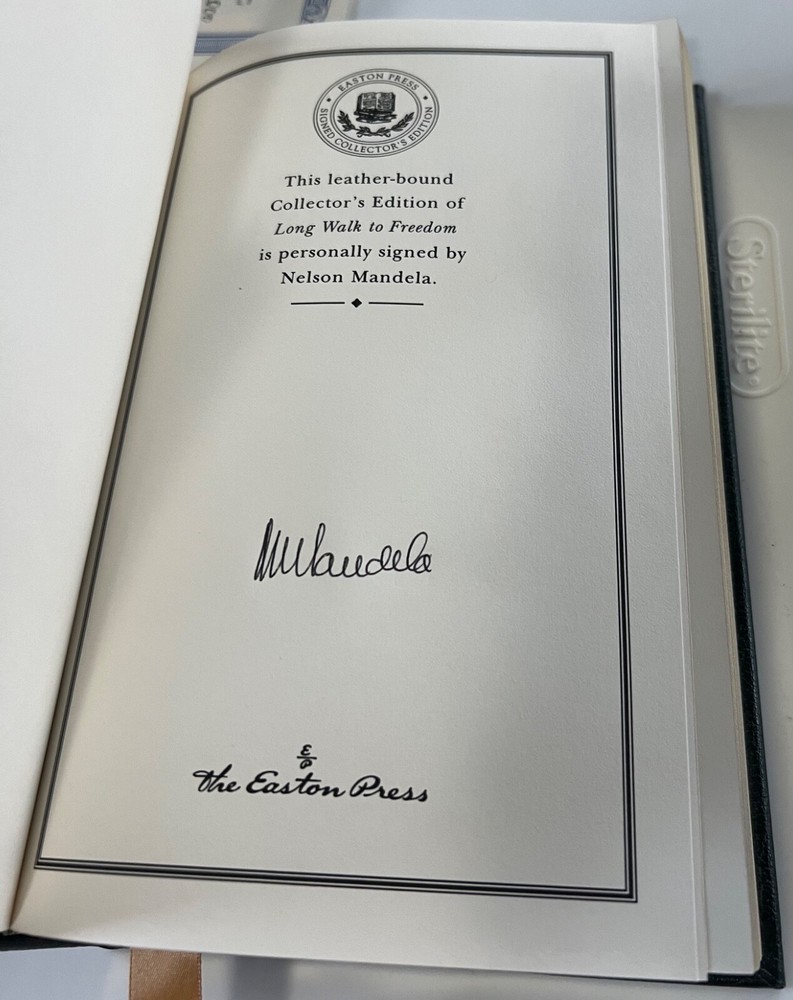 EASTON PRESS
SIGNED COLLECTOR'S EDITION
This leather-bound
Collector's Edition of
Long Walk to Freedom
is personally signed by
Nelson Mandela.
NMandela
E
P
The Easton Press
Sterilite